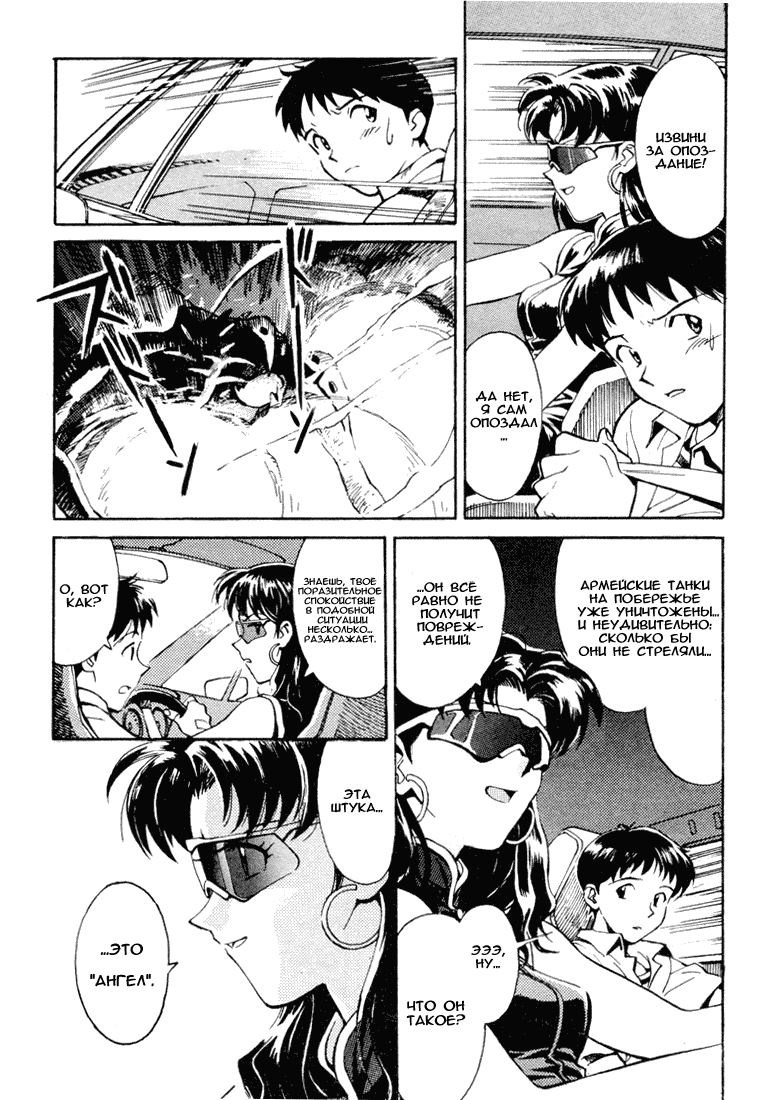 ИЗВИНИ
ЗА ОПОЗ-
ДАНИЕ!
ДА НЕТ,
Я САМ
ОПОЗДАЛ
...
АРМЕЙСКИЕ ТАНКИ
НА ПОБЕРЕЖЬЕ
УЖЕ УНИЧТОЖЕНЫ...
И НЕУДИВИТЕЛЬНО:
СКОЛЬКО БЫ
ОНИ НЕ СТРЕЛЯЛИ...
...ОН ВСЁ
РАВНО НЕ
ПОЛУЧИТ
ПОВРЕЖ-
ДЕНИЙ.
ЗНАЕШЬ, ТВОЁ
ПОРАЗИТЕЛЬНОЕ
СПОКОЙСТВИЕ
В ПОДОБНОЙ
СИТУАЦИИ
НЕСКОЛЬКО...
РАЗДРАЖАЕТ.
О, ВОТ
КАК?
ЭЭЭ,
НУ...
ЧТО ОН
ТАКОЕ?
ЭТА
ШТУКА...
...ЭТО
"АНГЕЛ".